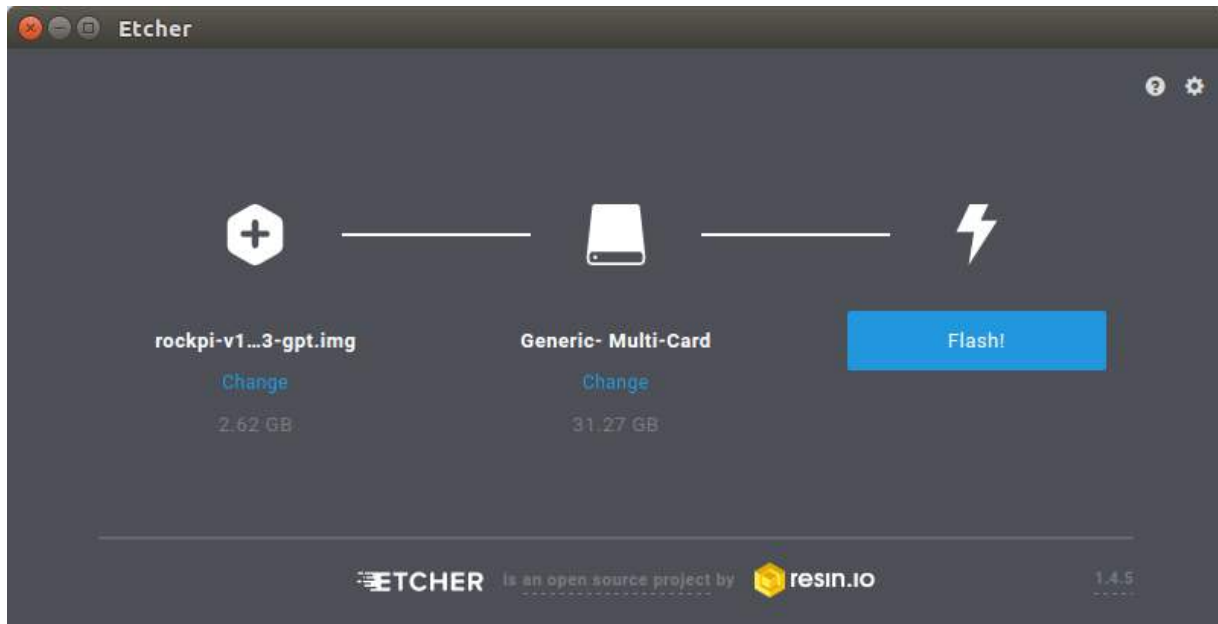 Etcher
rockpi-v1...3-gpt.img
Generic- Multi-Card
Flash!
Change
Change
2.62 GB
31.27 GB
ETCHER is an open source project by resin.io 1.4.5